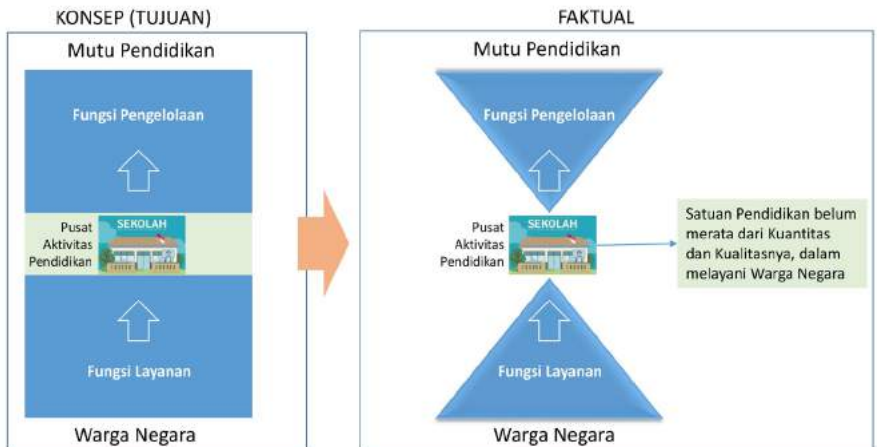 KONSEP (TUJUAN)
Mutu Pendidikan
Fungsi Pengelolaan
Pusat
Aktivitas
Pendidikan
SEKOLAH
Fungsi Layanan
Warga Negara
FAKTUAL
Mutu Pendidikan
Fungsi Pengelolaan
Pusat
Aktivitas
Pendidikan
SEKOLAH
Satuan Pendidikan belum
merata dari Kuantitas
dan Kualitasnya, dalam
melayani Warga Negara
Fungsi Layanan
Warga Negara